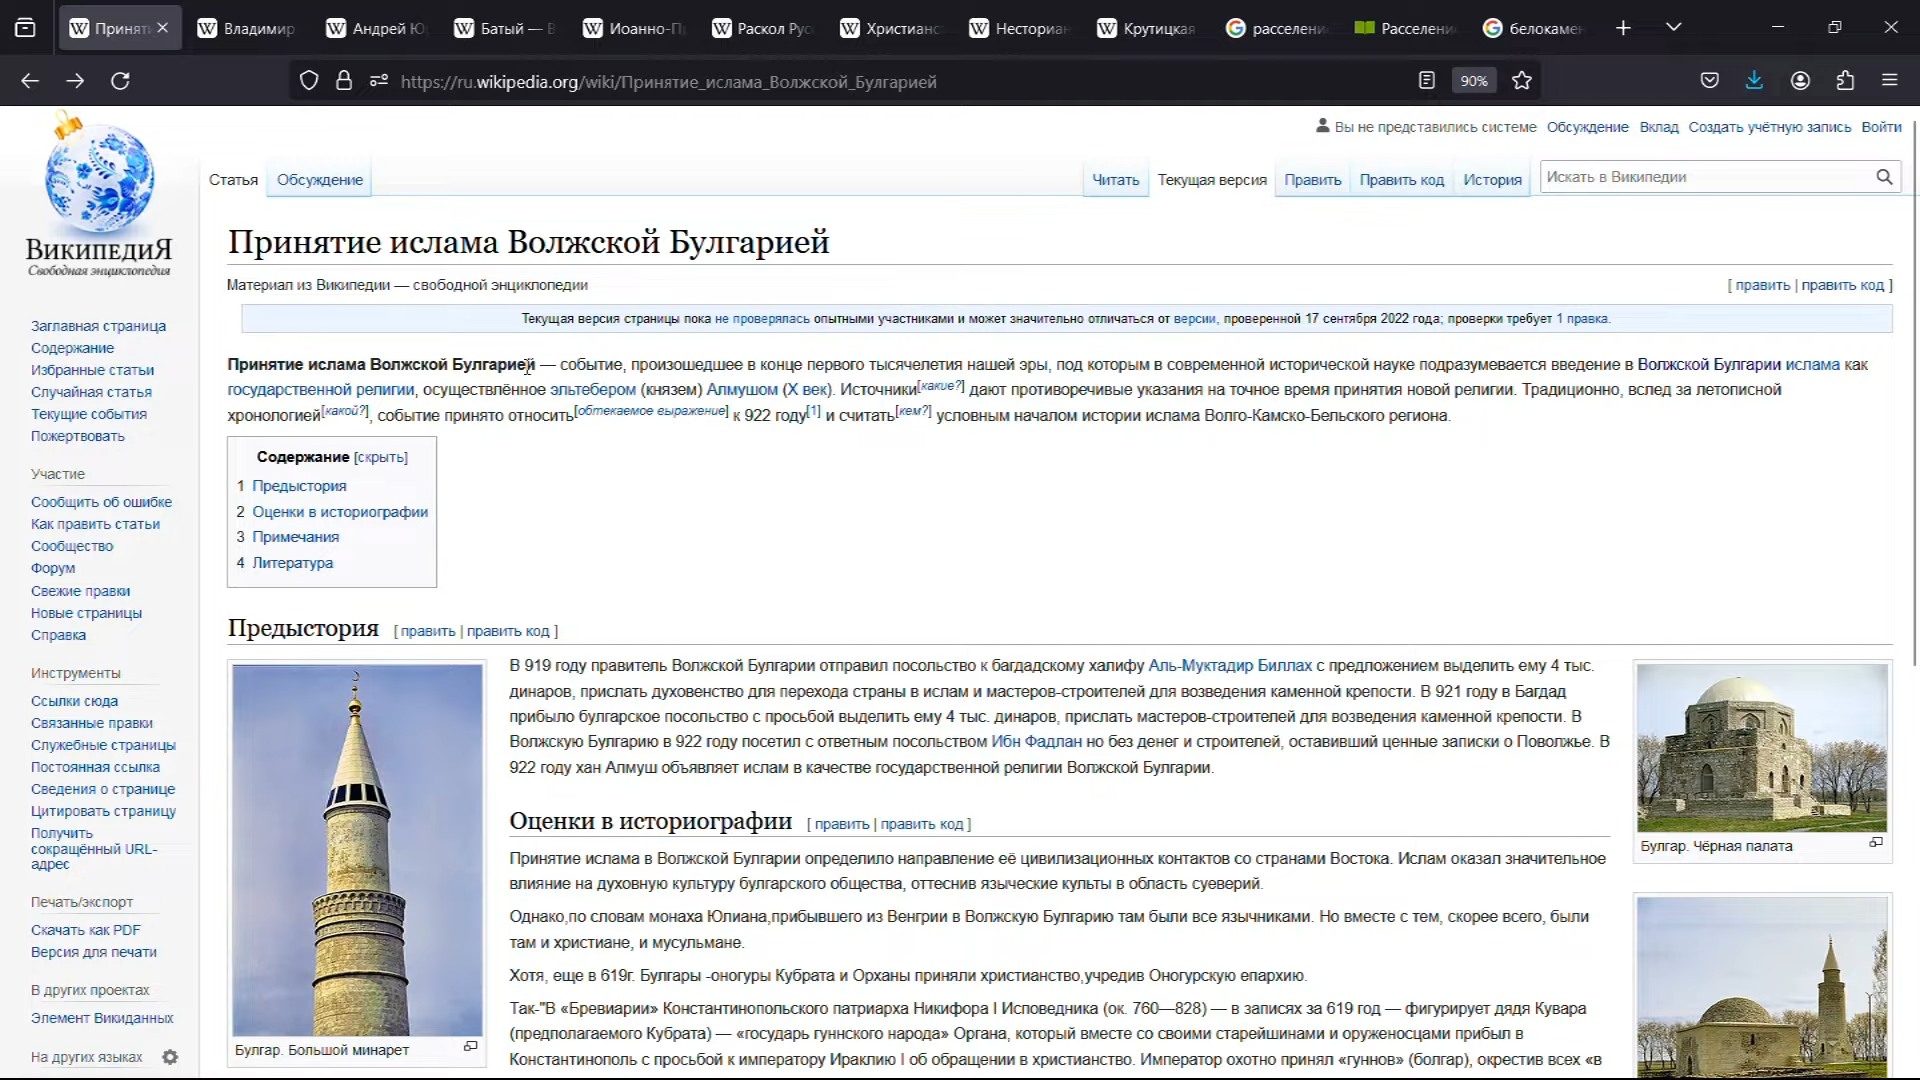 Принят
Владимир
Андрей Ю
Батый — В
Иоанно-П
Раскол Рус
Христианс
Несториан
Крутицкая
расселени
Расселени
белокамен
https://ru.wikipedia.org/wiki/Принятие_ислама_Волжской_Булгарией
90%
Вы не представились системе Обсуждение Вклад Создать учётную запись Войти
Статья Обсуждение Читать Текущая версия Править Править код История Искать в Википедии
ВикипедиЯ
Свободная энциклопедия
Заглавная страница
Содержание
Избранные статьи
Случайная статья
Текущие события
Пожертвовать
Участие
Сообщить об ошибке
Как править статьи
Сообщество
Форум
Свежие правки
Новые страницы
Справка
Инструменты
Ссылки сюда
Связанные правки
Служебные страницы
Постоянная ссылка
Сведения о странице
Цитировать страницу
Получить
сокращённый URL-
адрес
Печать/экспорт
Скачать как PDF
Версия для печати
В других проектах
Элемент Викиданных
На других языках
Принятие ислама Волжской Булгарией
Материал из Википедии — свободной энциклопедии [ править | править код ]
Текущая версия страницы пока не проверялась опытными участниками и может значительно отличаться от версии, проверенной 17 сентября 2022 года; проверки требует 1 правка.
Принятие ислама Волжской Булгарией — событие, произошедшее в конце первого тысячелетия нашей эры, под которым в современной исторической науке подразумевается введение в Волжской Булгарии ислама как
государственной религии, осуществлённое эльтебером (князем) Алмушом (X век). Источники[какие?] дают противоречивые указания на точное время принятия новой религии. Традиционно, вслед за летописной
хронологией[какой?], событие принято относить[обтекаемое выражение] к 922 году[1] и считать[кем?] условным началом истории ислама Волго-Камско-Бельского региона.
Содержание [скрыть]
1 Предыстория
2 Оценки в историографии
3 Примечания
4 Литература
Предыстория [ править | править код ]
В 919 году правитель Волжской Булгарии отправил посольство к багдадскому халифу Аль-Муктадир Биллах с предложением выделить ему 4 тыс.
динаров, прислать духовенство для перехода страны в ислам и мастеров-строителей для возведения каменной крепости. В 921 году в Багдад
прибыло булгарское посольство с просьбой выделить ему 4 тыс. динаров, прислать мастеров-строителей для возведения каменной крепости. В
Волжскую Булгарию в 922 году посетил с ответным посольством Ибн Фадлан но без денег и строителей, оставивший ценные записки о Поволжье. В
922 году хан Алмуш объявляет ислам в качестве государственной религии Волжской Булгарии.
Оценки в историографии [ править | править код ]
Принятие ислама в Волжской Булгарии определило направление её цивилизационных контактов со странами Востока. Ислам оказал значительное
влияние на духовную культуру булгарского общества, оттеснив языческие культы в область суеверий.
Однако,по словам монаха Юлиана,прибывшего из Венгрии в Волжскую Булгарию там были все язычниками. Но вместе с тем, скорее всего, были
там и христиане, и мусульмане.
Хотя, еще в 619г. Булгары -оногуры Кубрата и Орханы приняли христианство,учредив Оногурскую епархию.
Так-"В «Бревиарии» Константинопольского патриарха Никифора I Исповедника (ок. 760—828) — в записях за 619 год — фигурирует дядя Кувара
(предполагаемого Кубрата) — «государь гуннского народа» Органа, который вместе со своими старейшинами и оруженосцами прибыл в
Константинополь с просьбой к императору Ираклию I об обращении в христианство. Император охотно принял «гуннов» (болгар), окрестив всех «в
Булгар. Большой минарет
Булгар. Чёрная палата